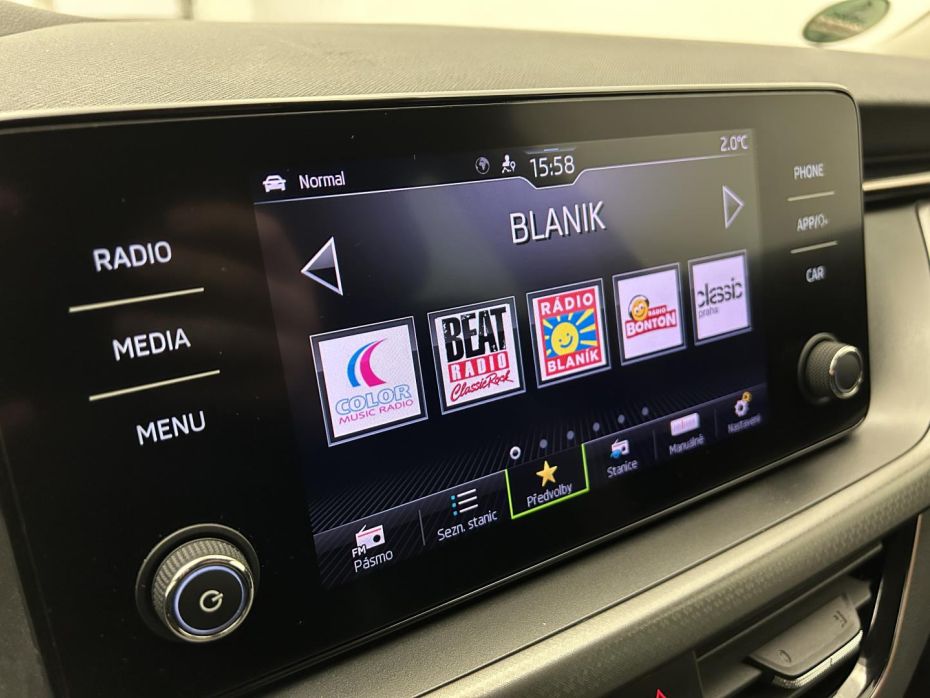 Normal
15:58
2.0°C
BLANIK
RADIO
MEDIA
MENU
PHONE
APP/
CAR
COLOR
MUSIC RADIO
BEAT
RADIO
Classic Rock
RÁDIO
BLANÍK
RÁDIO
BONTON
classic
praha
FM
Pásmo
Sezn. stanic
Předvolby
Stanice
Manuálně
Nastavení